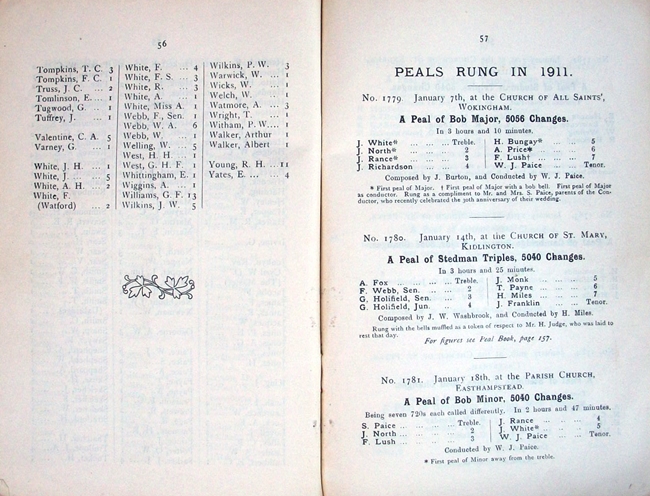 56
Tompkins, T. C. 3
Tompkins, F. C. 1
Truss, J. C. 2
Tomlinson, E. ... 1
Tugwood, G. ... 1
Tuffrey, J. ... 1
Valentine, C. A. 5
Varney, G. ... 1
White, J. H. ... 1
White, J. ... 5
White, A. H. ... 2
White, F.
(Watford) ... 2
White, F. ... 4
White, F. S. ... 3
White, R. ... 3
White, A. ... 1
White, Miss A. 1
Webb, F., Sen. 1
Webb, W. A. 6
Webb, W. ... 1
Welling, W. ... 5
West, H. H. ... 1
West, G. H. F. 1
Whittington, E. 1
Wiggins, A. ... 1
Williams, G. F. 13
Wilkins, J. W. 5
Wilkins, P. W. 3
Warwick, W. ... 1
Wicks, W. ... 1
Welch, W. ... 1
Watmore, A. ... 3
Wright, T. ... 1
Witham, P. W.... 1
Walker, Arthur 1
Walker, Albert 1
Young, R. H. ... 11
Yates, E. ... 4
57
PEALS RUNG IN 1911.
No. 1779. January 7th, at the Church of All Saints',
Wokingham.
A Peal of Bob Major, 5056 Changes.
In 3 hours and 10 minutes.
J. White* ... ... ... Treble.
J. North* ... ... ... 2
J. Rance* ... ... ... 3
J. Richardson ... ... 4
H. Bungay* ... ... 5
A. Price* ... ... 6
F. Lush† ... ... 7
W. J. Paice ... ... Tenor.
Composed by J. Burton, and Conducted by W. J. Paice.
* First peal of Major. † First peal of Major with a bob bell. First peal of Major
as conductor. Rung as a compliment to Mr. and Mrs. S. Paice, parents of the Con-
ductor, who recently celebrated the 30th anniversary of their wedding.
No. 1780. January 14th, at the Church of St. Mary,
Kidlington.
A Peal of Stedman Triples, 5040 Changes.
In 3 hours and 25 minutes.
A. Fox ... ... ... Treble.
F. Webb, Sen. ... ... 2
G. Holifield, Sen. ... ... 3
G. Holifield, Jun. ... ... 4
J. Monk ... ... ... 5
T. Payne ... ... ... 6
H. Miles ... ... ... 7
J. Franklin ... ... Tenor.
Composed by J. W. Washbrook, and Conducted by H. Miles.
Rung with the bells muffled as a token of respect to Mr. H. Judge, who was laid to
rest that day.
For figures see Peal Book, page 157.
No. 1781. January 18th, at the Parish Church,
Easthampstead.
A Peal of Bob Minor, 5040 Changes.
Being seven 720s each called differently. In 2 hours and 47 minutes.
S. Paice ... ... ... Treble.
J. North ... ... ... 2
F. Lush ... ... ... 3
J. Rance ... ... ... 4
J. White* ... ... ... 5
W. J. Paice ... ... Tenor.
Conducted by W. J. Paice.
* First peal of Minor away from the treble.